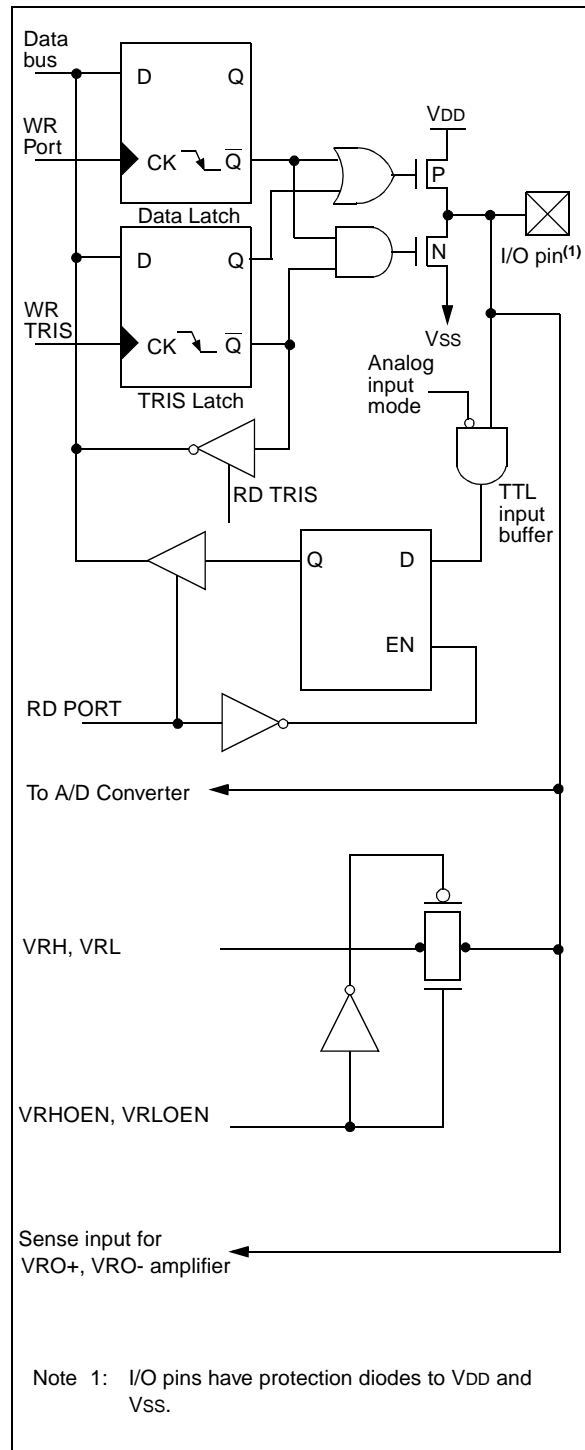 Data
bus
D Q
WR
Port
CK Q
Data Latch
VDD
P
N
I/O pin(1)
VSS
D Q
WR
TRIS
CK Q
TRIS Latch
Analog
input
mode
RD TRIS
TTL
input
buffer
Q D
EN
RD PORT
To A/D Converter
VRH, VRL
VRHOEN, VRLOEN
Sense input for
VRO+, VRO- amplifier
Note 1: I/O pins have protection diodes to VDD and
VSS.